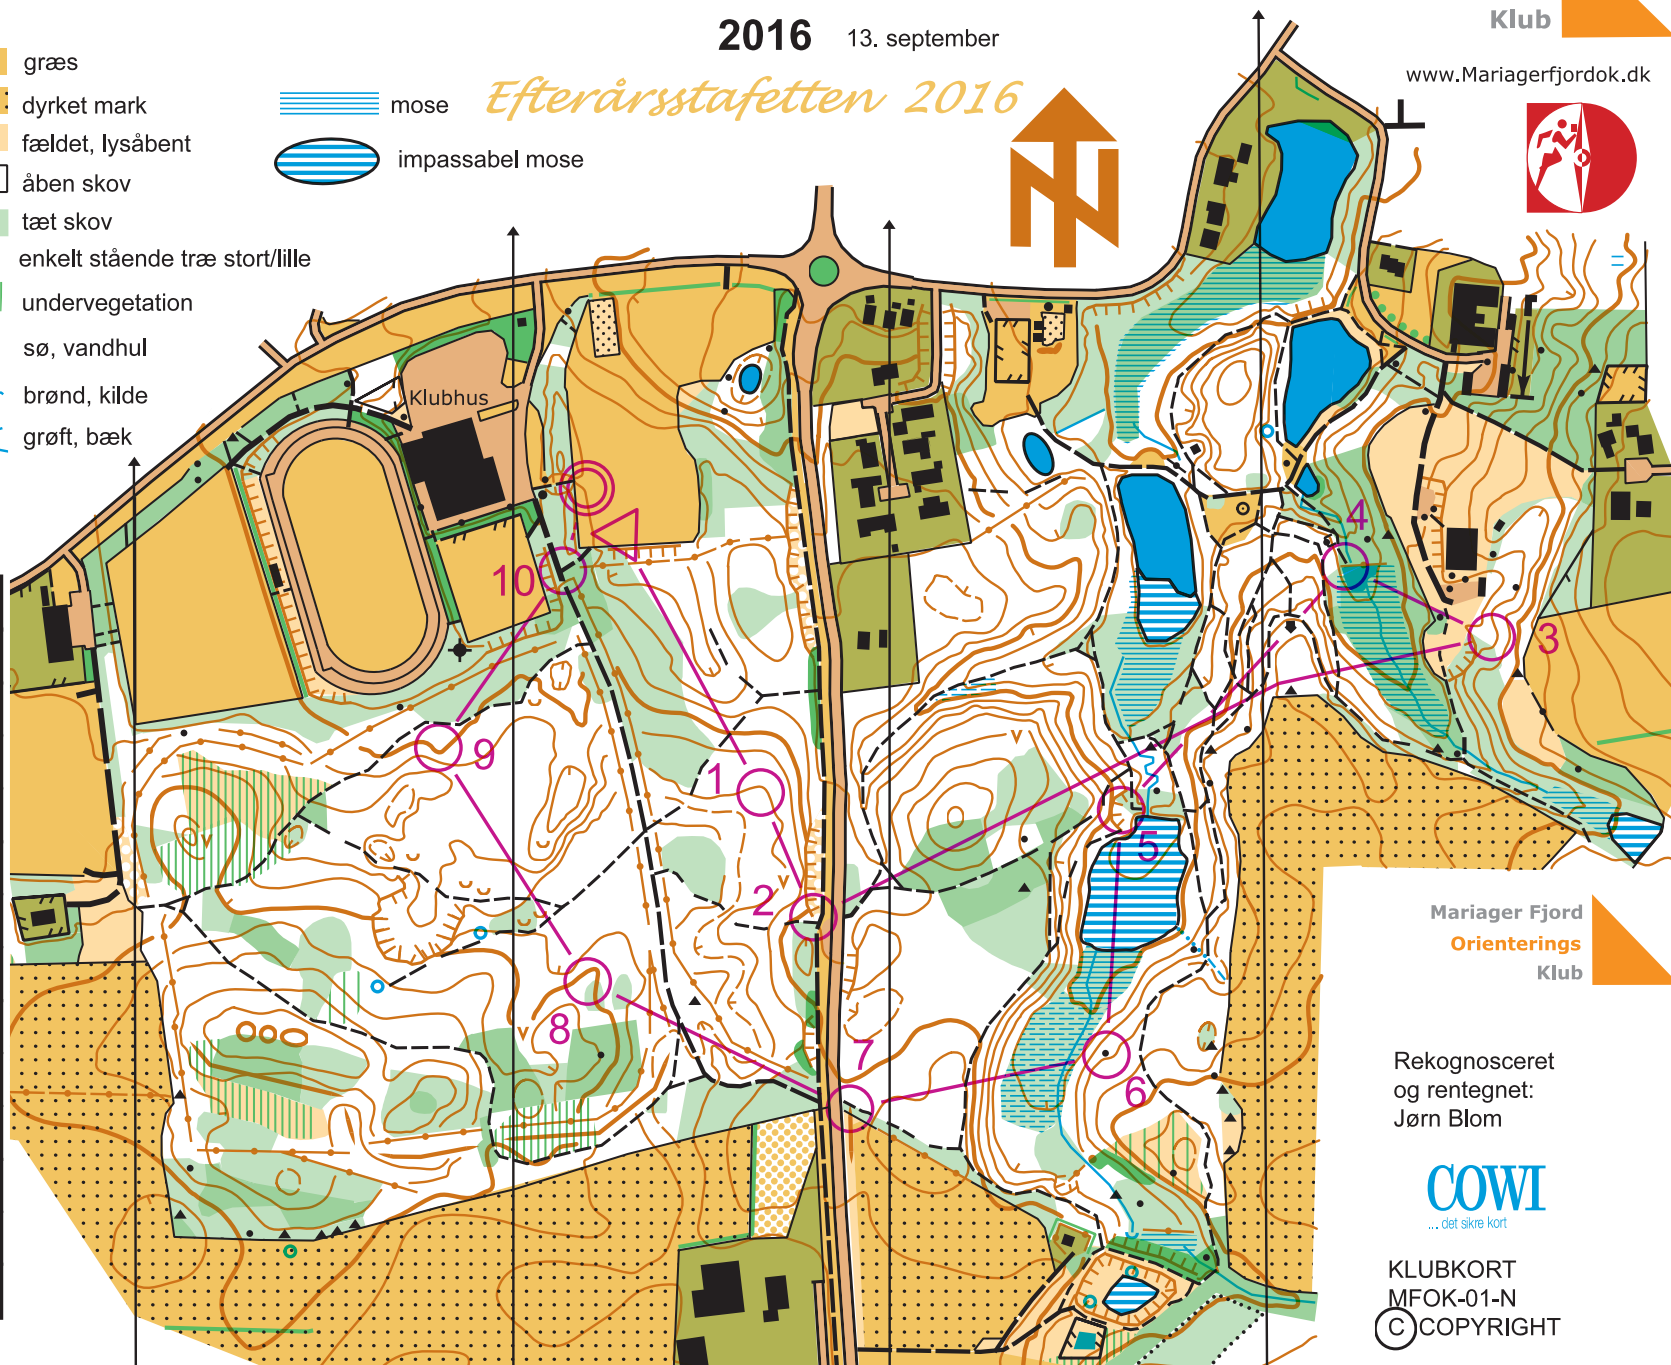 2016 13. september
Efterårsstafetten 2016
Klub
www.Mariagerfjordok.dk
græs
dyrket mark
fældet, lysåbent
åben skov
tæt skov
enkelt stående træ stort/lille
undervegetation
sø, vandhul
brønd, kilde
grøft, bæk
mose
impassabel mose
N
Klubhus
10
4
3
9
1
5
2
8
7
6
Mariager Fjord
Orienterings
Klub
Rekognosceret
og rentegnet:
Jørn Blom
COWI
... det sikre kort
KLUBKORT
MFOK-01-N
©COPYRIGHT